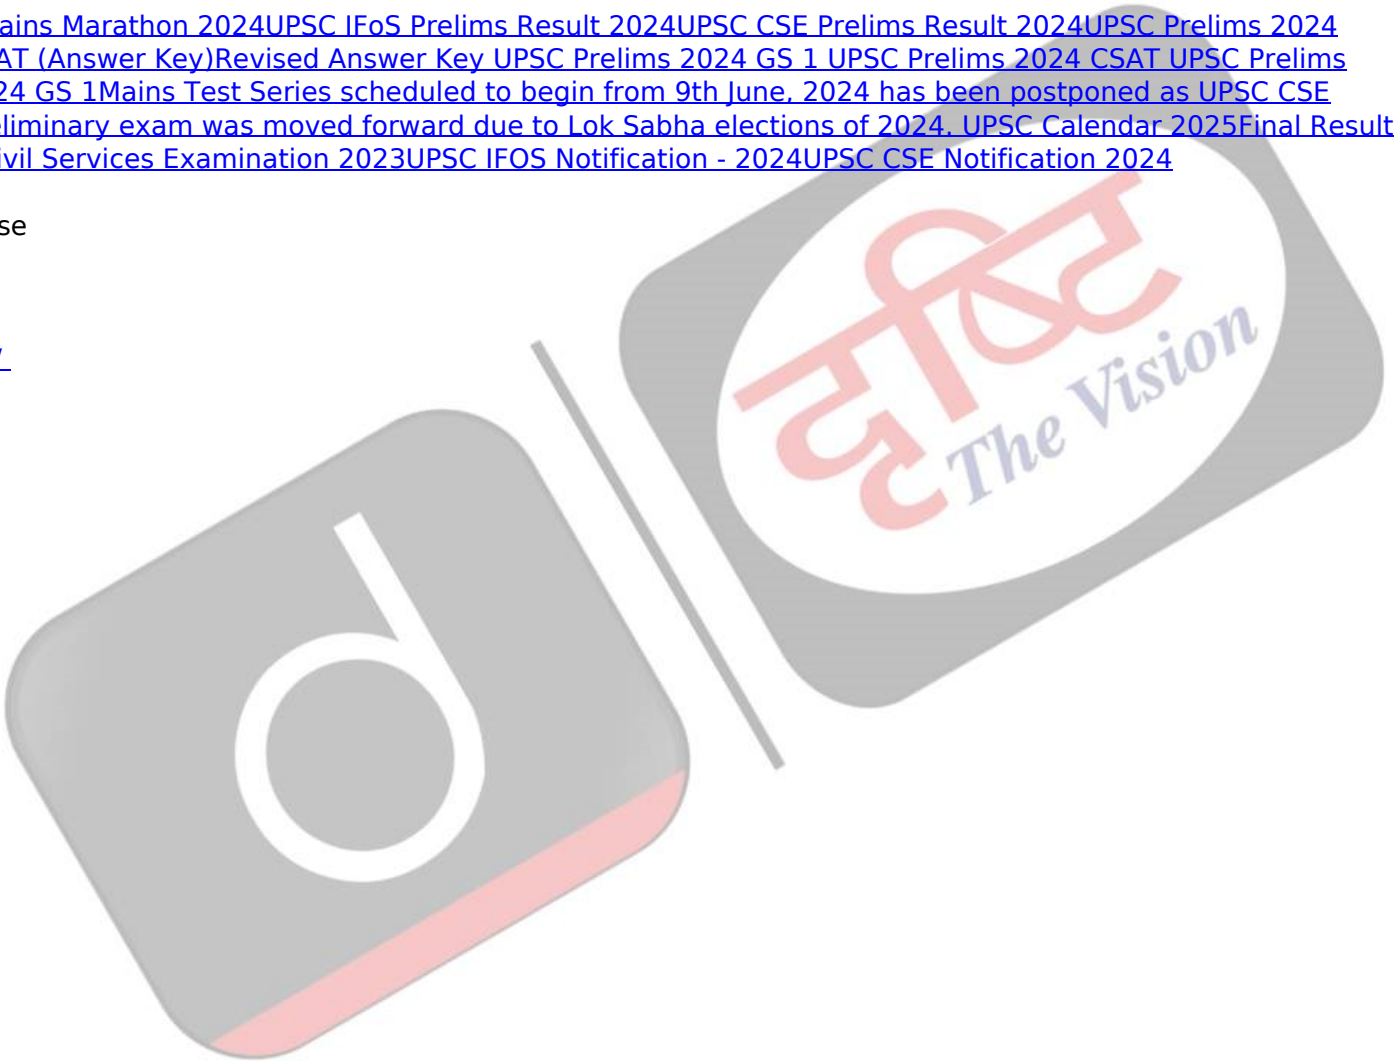 ains Marathon 2024UPSC IFoS Prelims Result 2024UPSC CSE Prelims Result 2024UPSC Prelims 2024
AT (Answer Key)Revised Answer Key UPSC Prelims 2024 GS 1 UPSC Prelims 2024 CSAT UPSC Prelims
24 GS 1Mains Test Series scheduled to begin from 9th June, 2024 has been postponed as UPSC CSE
eliminary exam was moved forward due to Lok Sabha elections of 2024. UPSC Calendar 2025Final Result
ivil Services Examination 2023UPSC IFOS Notification - 2024UPSC CSE Notification 2024
se
दृष्टि
The Vision
d